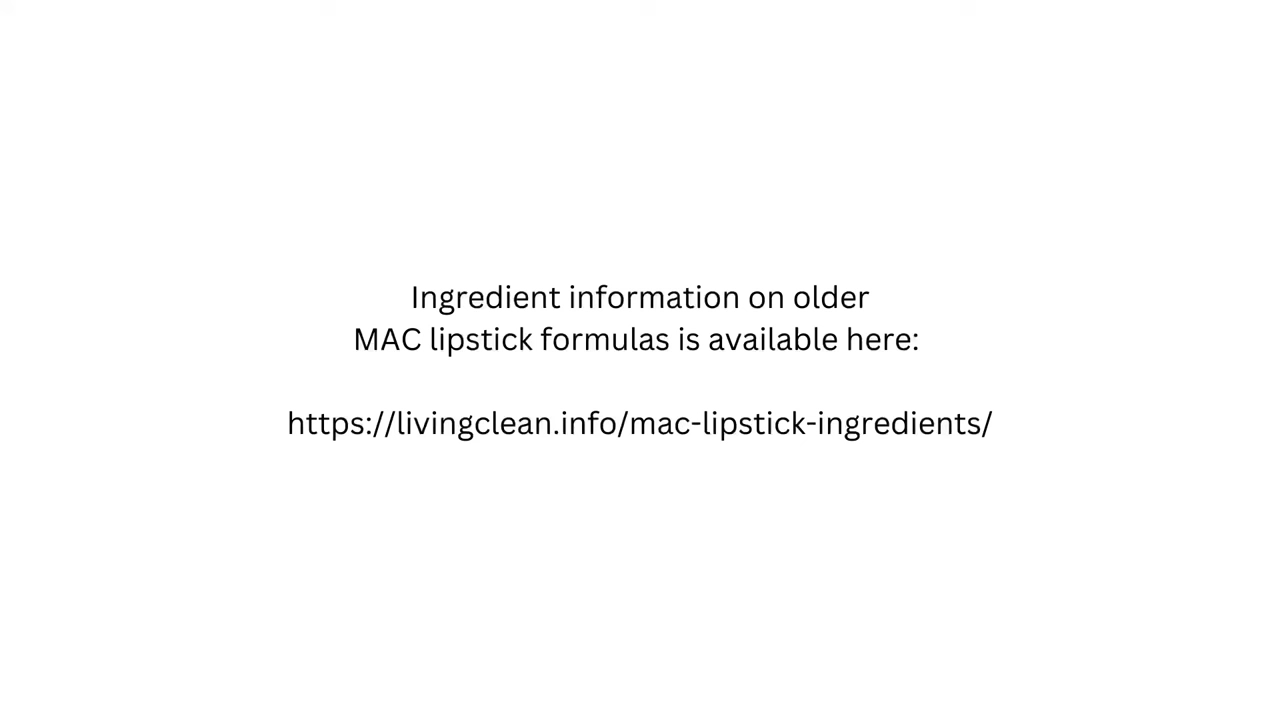 Ingredient information on older
MAC lipstick formulas is available here:
https://livingclean.info/mac-lipstick-ingredients/